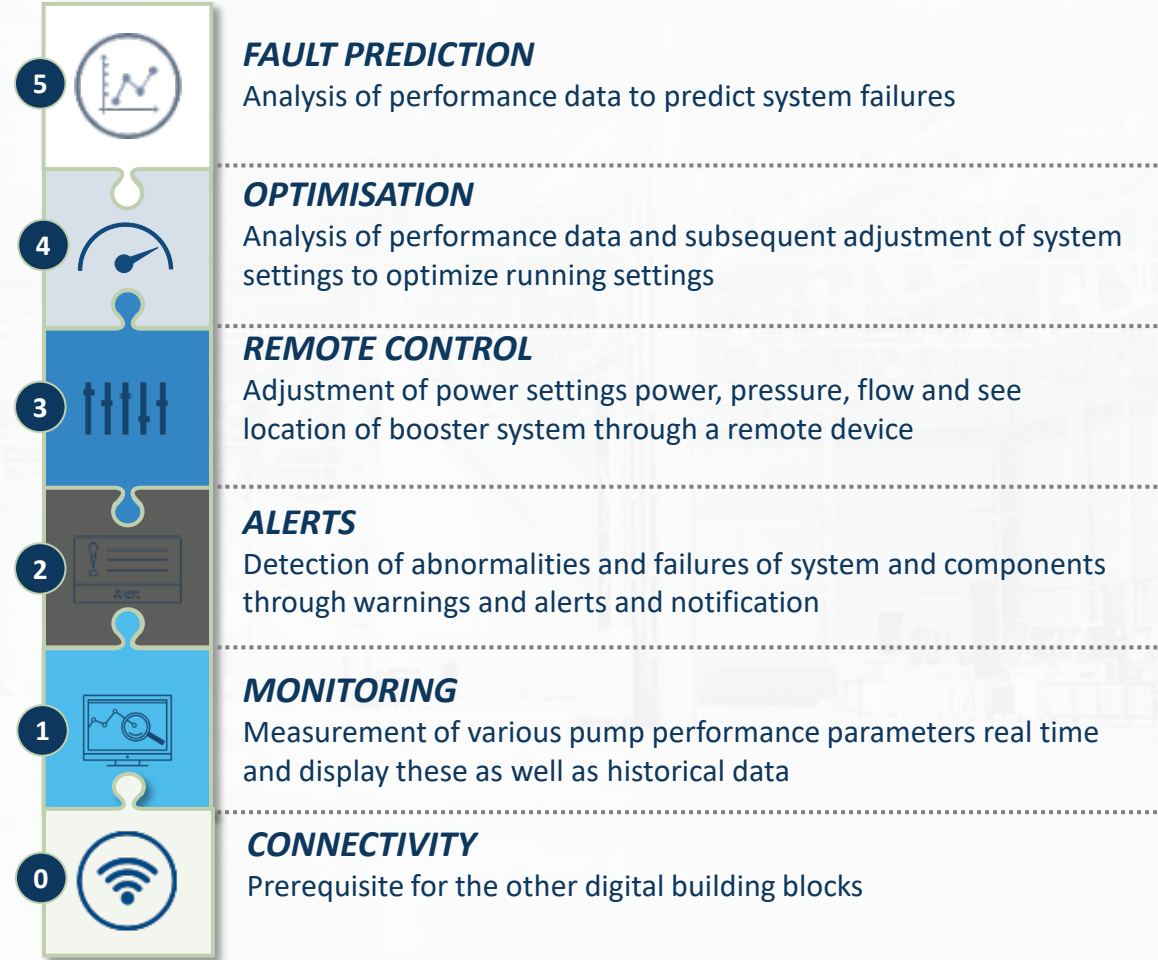 5
FAULT PREDICTION
Analysis of performance data to predict system failures
4
OPTIMISATION
Analysis of performance data and subsequent adjustment of system
settings to optimize running settings
3
REMOTE CONTROL
Adjustment of power settings power, pressure, flow and see
location of booster system through a remote device
2
Alert
ALERTS
Detection of abnormalities and failures of system and components
through warnings and alerts and notification
1
MONITORING
Measurement of various pump performance parameters real time
and display these as well as historical data
0
CONNECTIVITY
Prerequisite for the other digital building blocks